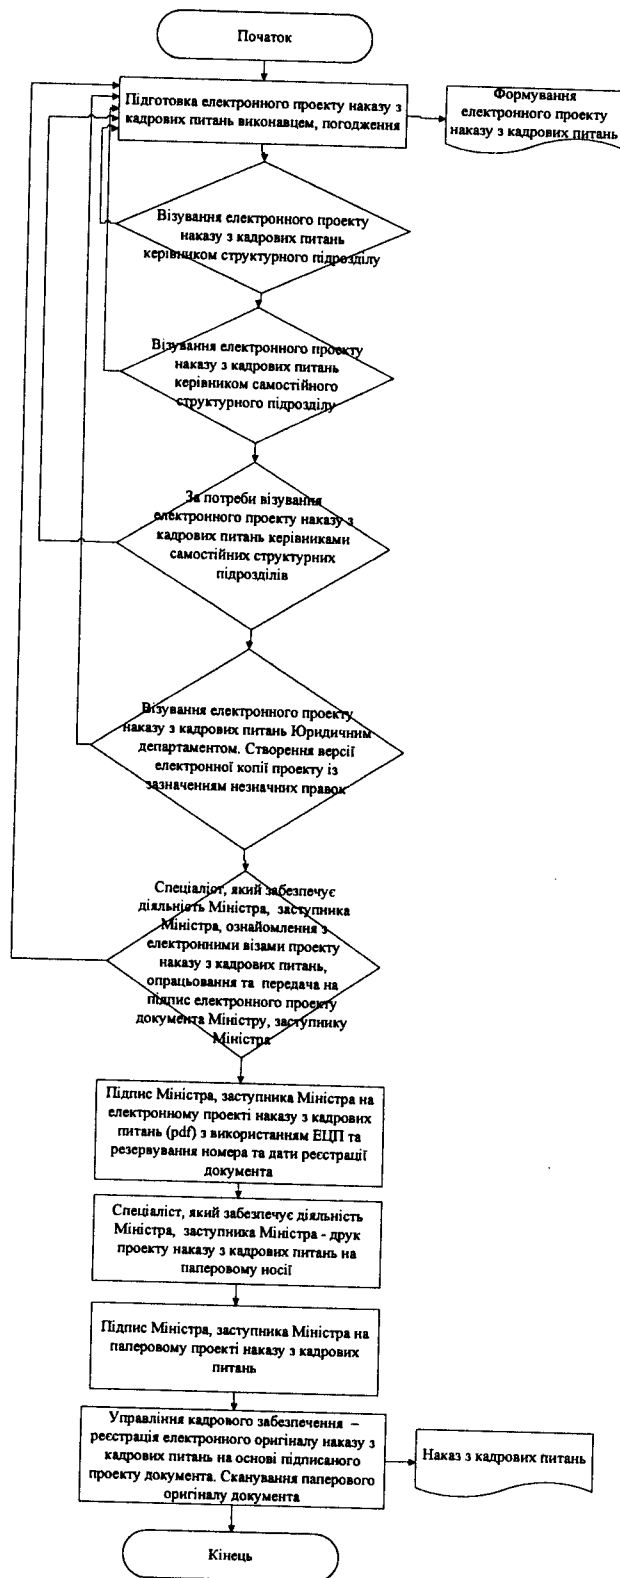 Початок
Підготовка електронного проекту наказу з
кадрових питань виконавцем, погодження
Формування
електронного проекту
наказу з кадрових питань
Візування електронного проекту
наказу з кадрових питань
керівником структурного підрозділу
Візування електронного проекту
наказу з кадрових питань
керівником самостійного
структурного підрозділу
За потреби візування
електронного проекту наказу з
кадрових питань керівниками
самостійних структурних
підрозділів
Візування електронного проекту
наказу з кадрових питань Юридичним
департаментом. Створення версії
електронної копії проекту із
зазначенням незначних правок
Спеціаліст, який забезпечує
діяльність Міністра, заступника
Міністра, ознайомлення з
електронними візами проекту
наказу з кадрових питань,
опрацьовання та передача на
підпис електронного проекту
документа Міністру, заступнику
Міністра
Підпис Міністра, заступника Міністра на
електронному проекті наказу з кадрових
питань (pdf) з використанням ЕЦП та
резервування номера та дати реєстрації
документа
Спеціаліст, який забезпечує діяльність
Міністра, заступника Міністра - друк
проекту наказу з кадрових питань на
паперовому носії
Підпис Міністра, заступника Міністра на
паперовому проекті наказу з кадрових
питань
Управління кадрового забезпечення –
реєстрація електронного оригіналу наказу з
кадрових питань на основі підписаного
проекту документа. Сканування паперового
оригіналу документа
Наказ з кадрових питань
Кінець